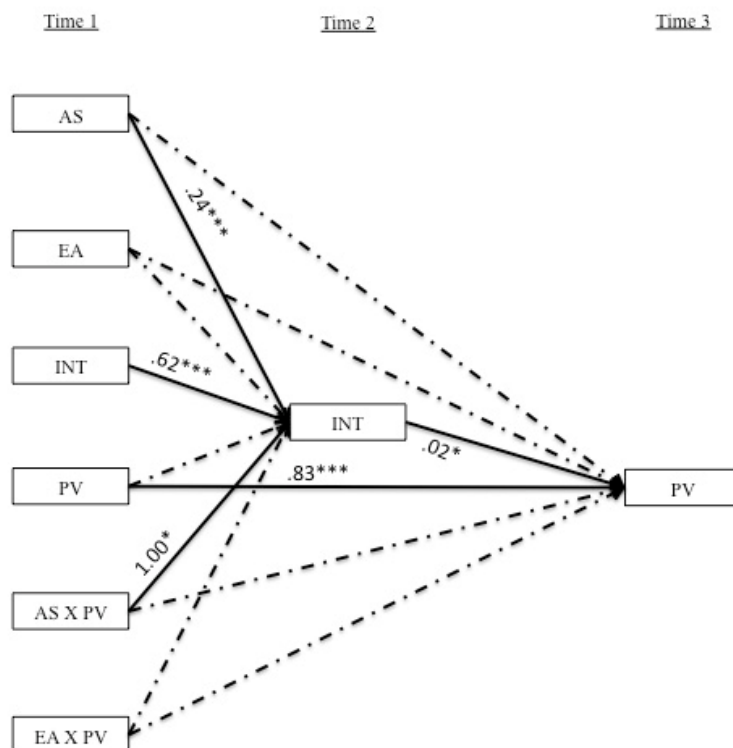 Time 1 Time 2 Time 3
AS
.24***
EA
INT
.62***
INT
.02*
PV
.83***
PV
1.00*
AS X PV
EA X PV